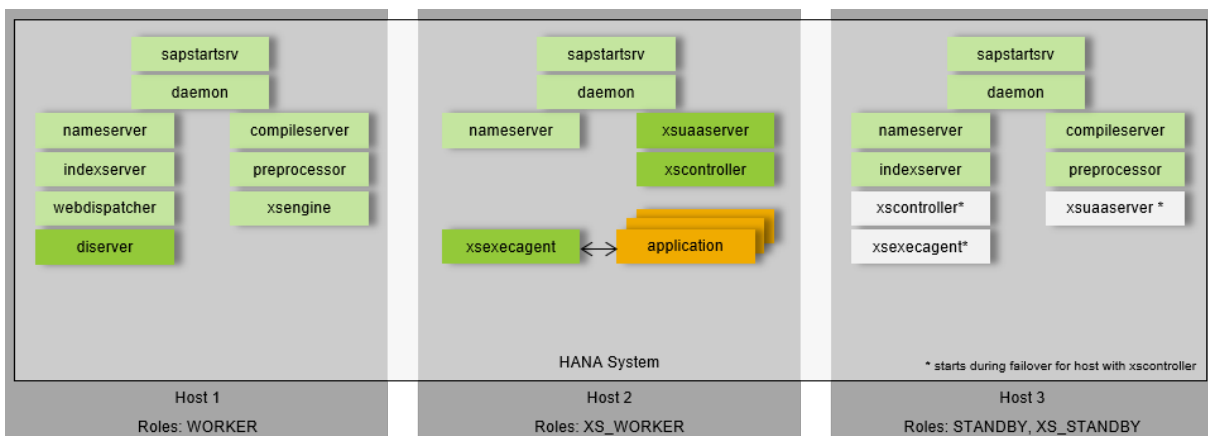 sapstartsrv
daemon
nameserver
compileserver
indexserver
preprocessor
webdispatcher
xsengine
diserver
sapstartsrv
daemon
nameserver
xsuaaserver
xscontroller
xsexecagent
application
sapstartsrv
daemon
nameserver
compileserver
indexserver
preprocessor
xscontroller*
xsuaaserver *
xsexecagent*
HANA System
* starts during failover for host with xscontroller
Host 1
Roles: WORKER
Host 2
Roles: XS_WORKER
Host 3
Roles: STANDBY, XS_STANDBY